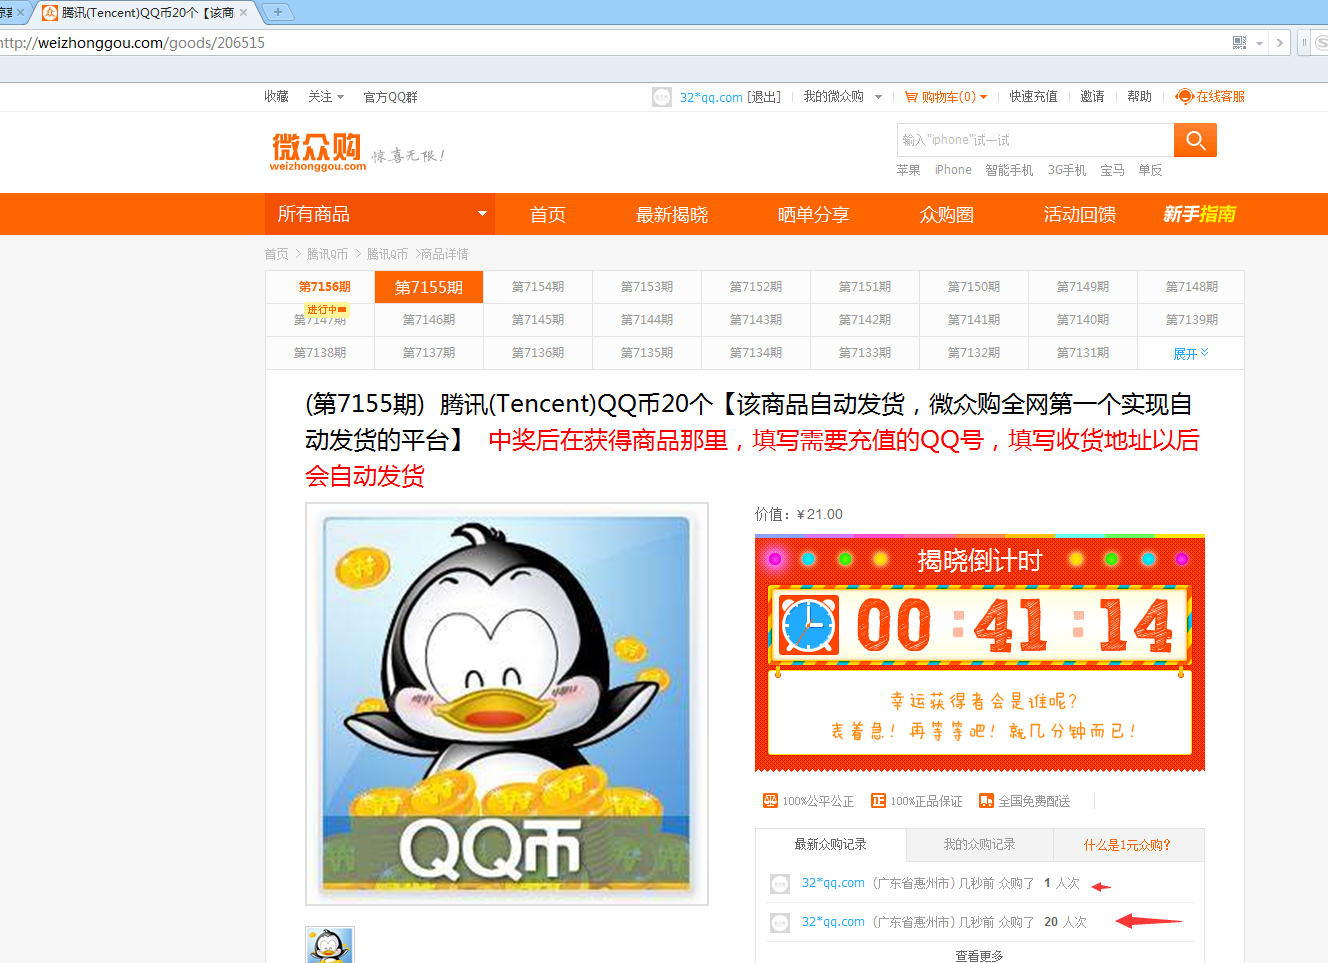 腾讯(Tencent)QQ币20个【该商
http://weizhonggou.com/goods/206515
收藏 关注 官方QQ群 32*qq.com [退出] 我的微众购 购物车(0) 快速充值 邀请 帮助 在线客服
微众购 惊喜无限!
weizhonggou.com
输入"iphone"试一试
苹果 iPhone 智能手机 3G手机 宝马 单反
所有商品 首页 最新揭晓 晒单分享 众购圈 活动回馈 新手指南
首页 > 腾讯Q币 > 腾讯Q币 >商品详情
第7156期 第7155期 第7154期 第7153期 第7152期 第7151期 第7150期 第7149期 第7148期
进行中
第7147期 第7146期 第7145期 第7144期 第7143期 第7142期 第7141期 第7140期 第7139期
第7138期 第7137期 第7136期 第7135期 第7134期 第7133期 第7132期 第7131期 展开
(第7155期) 腾讯(Tencent)QQ币20个【该商品自动发货，微众购全网第一个实现自
动发货的平台】 中奖后在获得商品那里，填写需要充值的QQ号，填写收货地址以后
会自动发货
QQ币
价值：¥21.00
揭晓倒计时
00:41:14
幸运获得者会是谁呢?
表着急! 再等等吧! 就几分钟而已!
100%公平公正 正 100%正品保证 全国免费配送
最新众购记录 我的众购记录 什么是1元众购?
32*qq.com (广东省惠州市) 几秒前 众购了 1 人次
32*qq.com (广东省惠州市) 几秒前 众购了 20 人次
查看更多